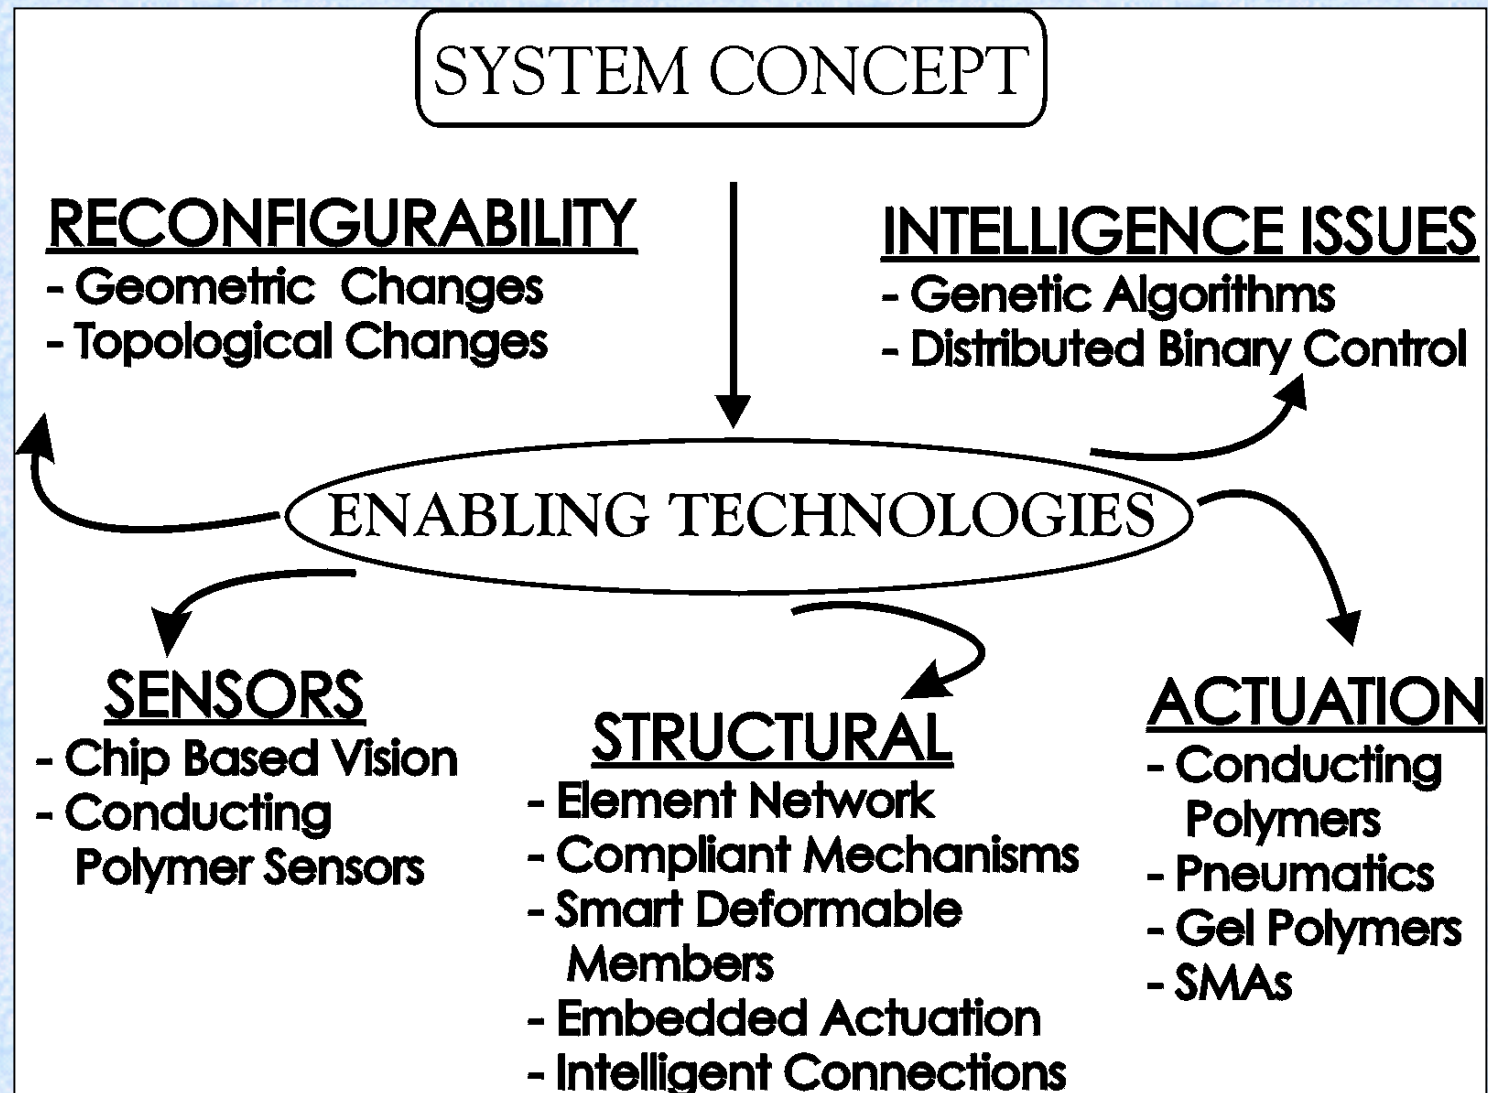 SYSTEM CONCEPT
RECONFIGURABILITY
- Geometric Changes
- Topological Changes
INTELLIGENCE ISSUES
- Genetic Algorithms
- Distributed Binary Control
ENABLING TECHNOLOGIES
SENSORS
- Chip Based Vision
- Conducting
Polymer Sensors
STRUCTURAL
- Element Network
- Compliant Mechanisms
- Smart Deformable
Members
- Embedded Actuation
- Intelligent Connections
ACTUATION
- Conducting
Polymers
- Pneumatics
- Gel Polymers
- SMAs